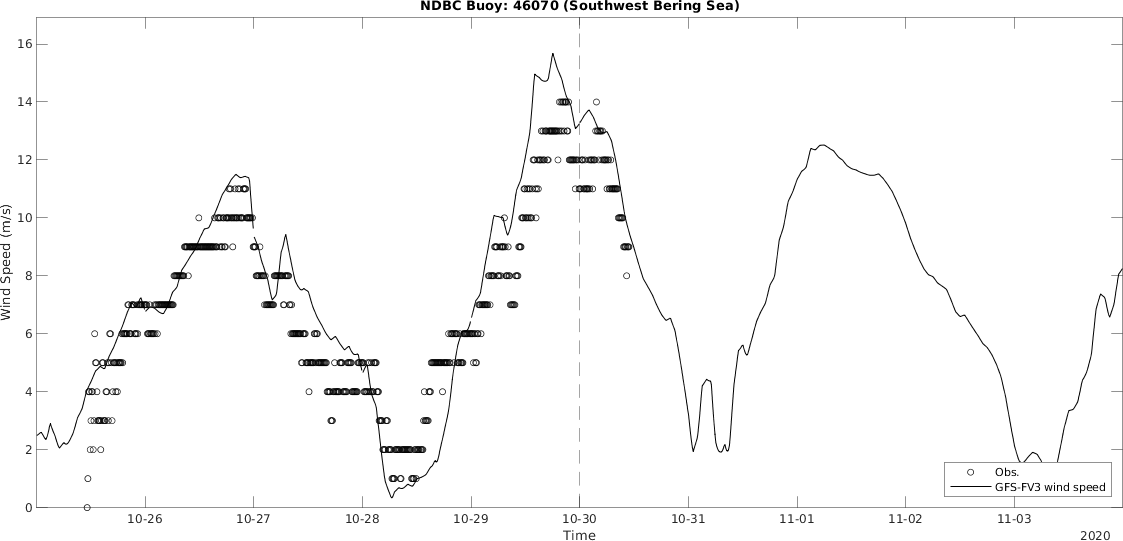 NDBC Buoy: 46070 (Southwest Bering Sea)
Wind Speed (m/s)
16
14
12
10
8
6
4
2
0
10-26 10-27 10-28 10-29 10-30 10-31 11-01 11-02 11-03
Time
2020
Obs.
GFS-FV3 wind speed